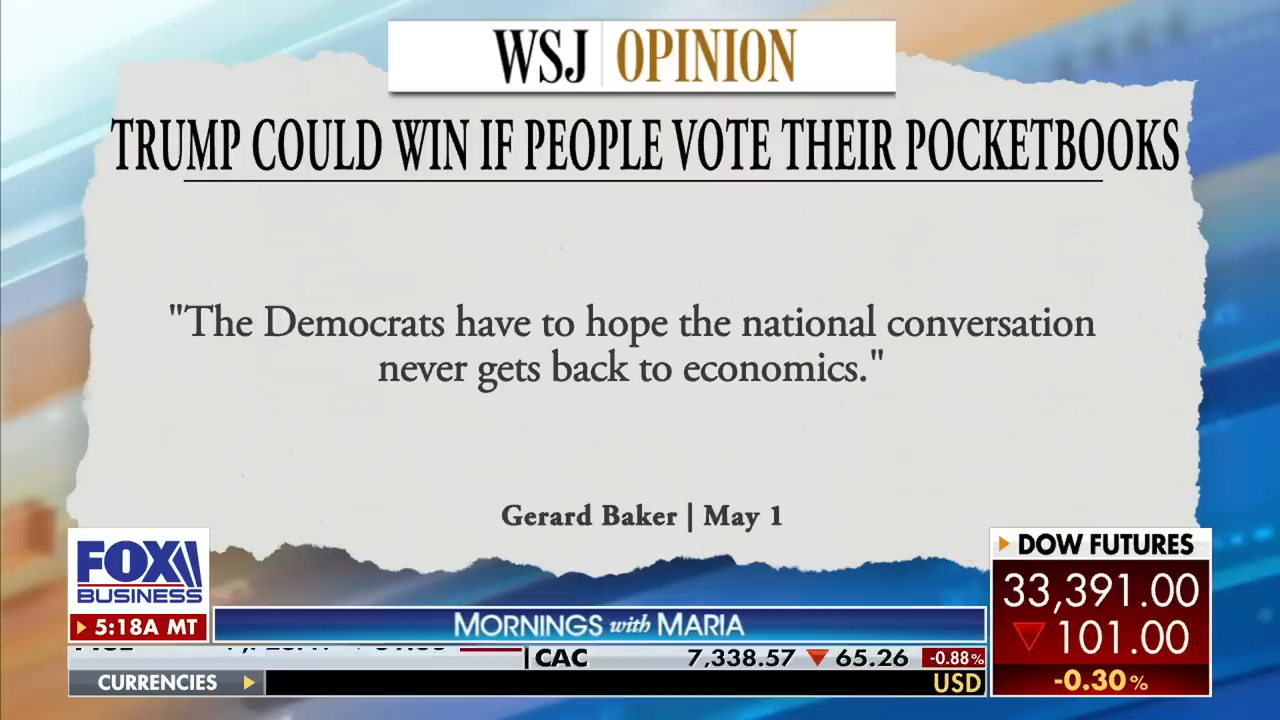 WSJ OPINION
TRUMP COULD WIN IF PEOPLE VOTE THEIR POCKETBOOKS
"The Democrats have to hope the national conversation
never gets back to economics."
Gerard Baker | May 1
FOX
BUSINESS
5:18A MT
MORNINGS with MARIA
CAC 7,338.57 ▼ 65.26 -0.88%
CURRENCIES
USD
DOW FUTURES
33,391.00
▼ 101.00
-0.30%